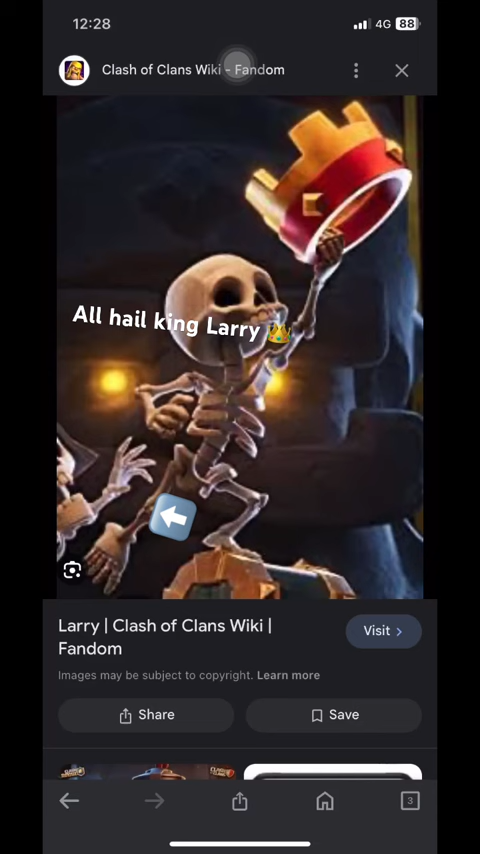 12:28
4G 88
Clash of Clans Wiki - Fandom
All hail king Larry 👑
Larry | Clash of Clans Wiki |
Fandom
Visit
Images may be subject to copyright. Learn more
Share
Save
3